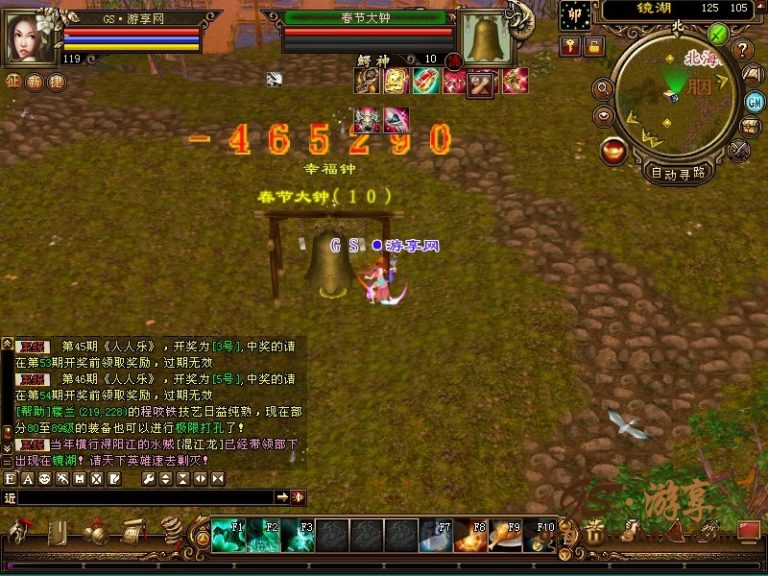 GS·游享网
119
征 新
春节大钟
10
鳄神
卯
镜湖 125 105
北
北海
GM
自动寻路
-465290
幸福钟
春节大钟(10)
GS●游享网
第45期《人人乐》,开奖为[3号],中奖的请
在第53期开奖前领取奖励,过期无效
第46期《人人乐》,开奖为[5号],中奖的请
在第54期开奖前领取奖励,过期无效
[帮助]楼兰(219,228)的程咬铁技艺日益纯熟,现在部
分80至89级的装备也可以进行极限打孔了!
当年横行浔阳江的水贼[混江龙]已经带领部下
出现在镜湖!请天下英雄速去剿灭!
近
F1 F2 F3 F7 F8 F9 F10
游享